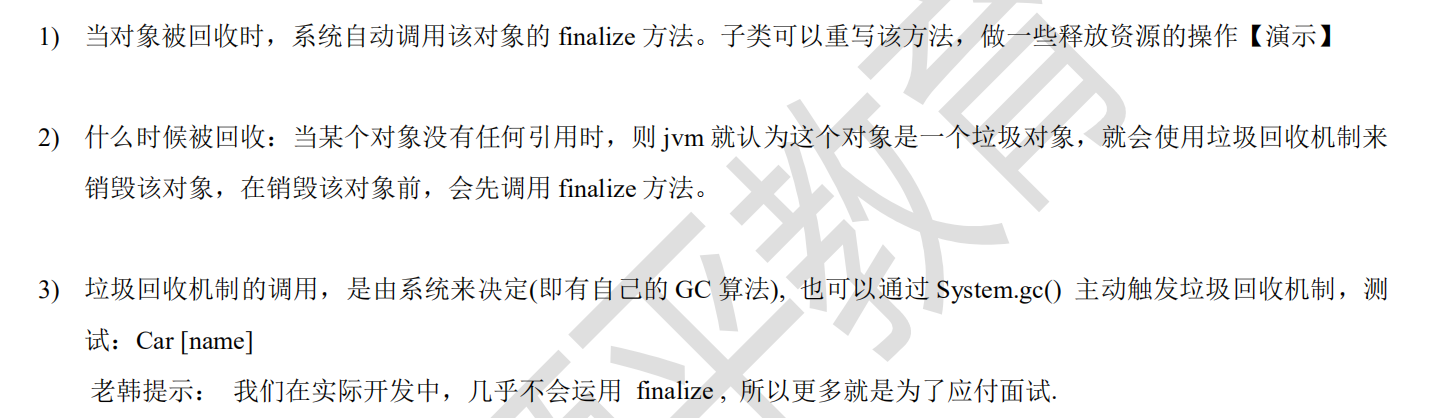 1) 当对象被回收时，系统自动调用该对象的 finalize 方法。子类可以重写该方法，做一些释放资源的操作【演示】
2) 什么时候被回收：当某个对象没有任何引用时，则 jvm 就认为这个对象是一个垃圾对象，就会使用垃圾回收机制来
销毁该对象，在销毁该对象前，会先调用 finalize 方法。
3) 垃圾回收机制的调用，是由系统来决定(即有自己的 GC 算法), 也可以通过 System.gc() 主动触发垃圾回收机制，测
试：Car [name]
老韩提示： 我们在实际开发中，几乎不会运用 finalize , 所以更多就是为了应付面试.
平教育